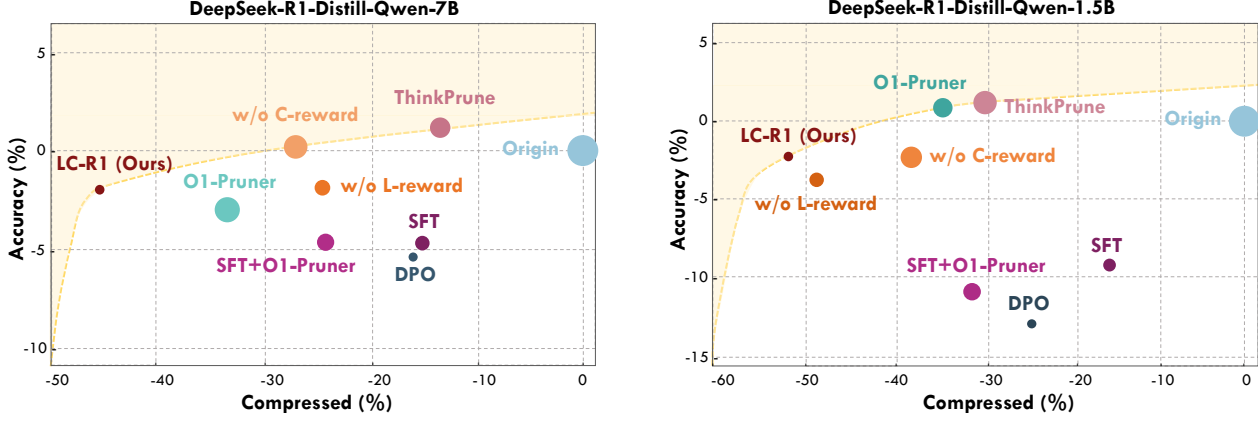 DeepSeek-R1-Distill-Qwen-7B
5
ThinkPrune
w/o C-reward
0
Origin
LC-R1 (Ours)
O1-Pruner
w/o L-reward
SFT
-5
SFT+O1-Pruner
DPO
-10
-50
-40
-30
-20
-10
0
Accuracy (%)
Compressed (%)
DeepSeek-R1-Distill-Qwen-1.5B
5
O1-Pruner
ThinkPrune
0
Origin
LC-R1 (Ours)
w/o C-reward
-5
w/o L-reward
SFT
SFT+O1-Pruner
-10
DPO
-15
-60
-50
-40
-30
-20
-10
0
Accuracy (%)
Compressed (%)